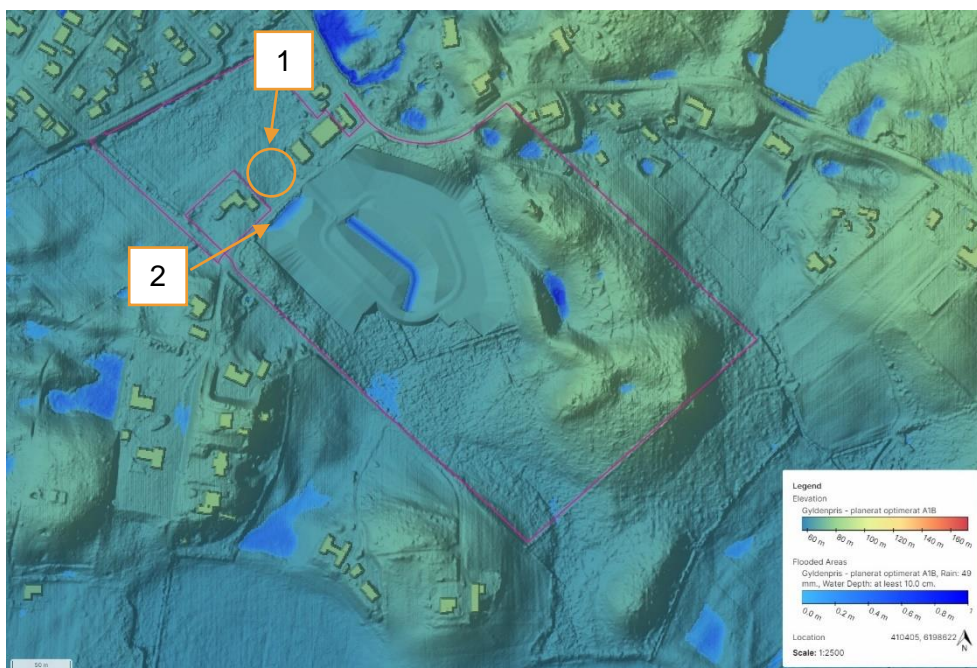 1
2
Legend
Elevation
Gyldenpris - planerat optimerat A1B
60 m 80 m 100 m 120 m 140 m 160 m
Flooded Areas
Gyldenpris - planerat optimerat A1B, Rain: 49
mm., Water Depth: at least 10.0 cm.
0.0 m 0.2 m 0.4 m 0.6 m 0.8 m 1
Location 410405, 6198622
Scale: 1:2500
N
50 m